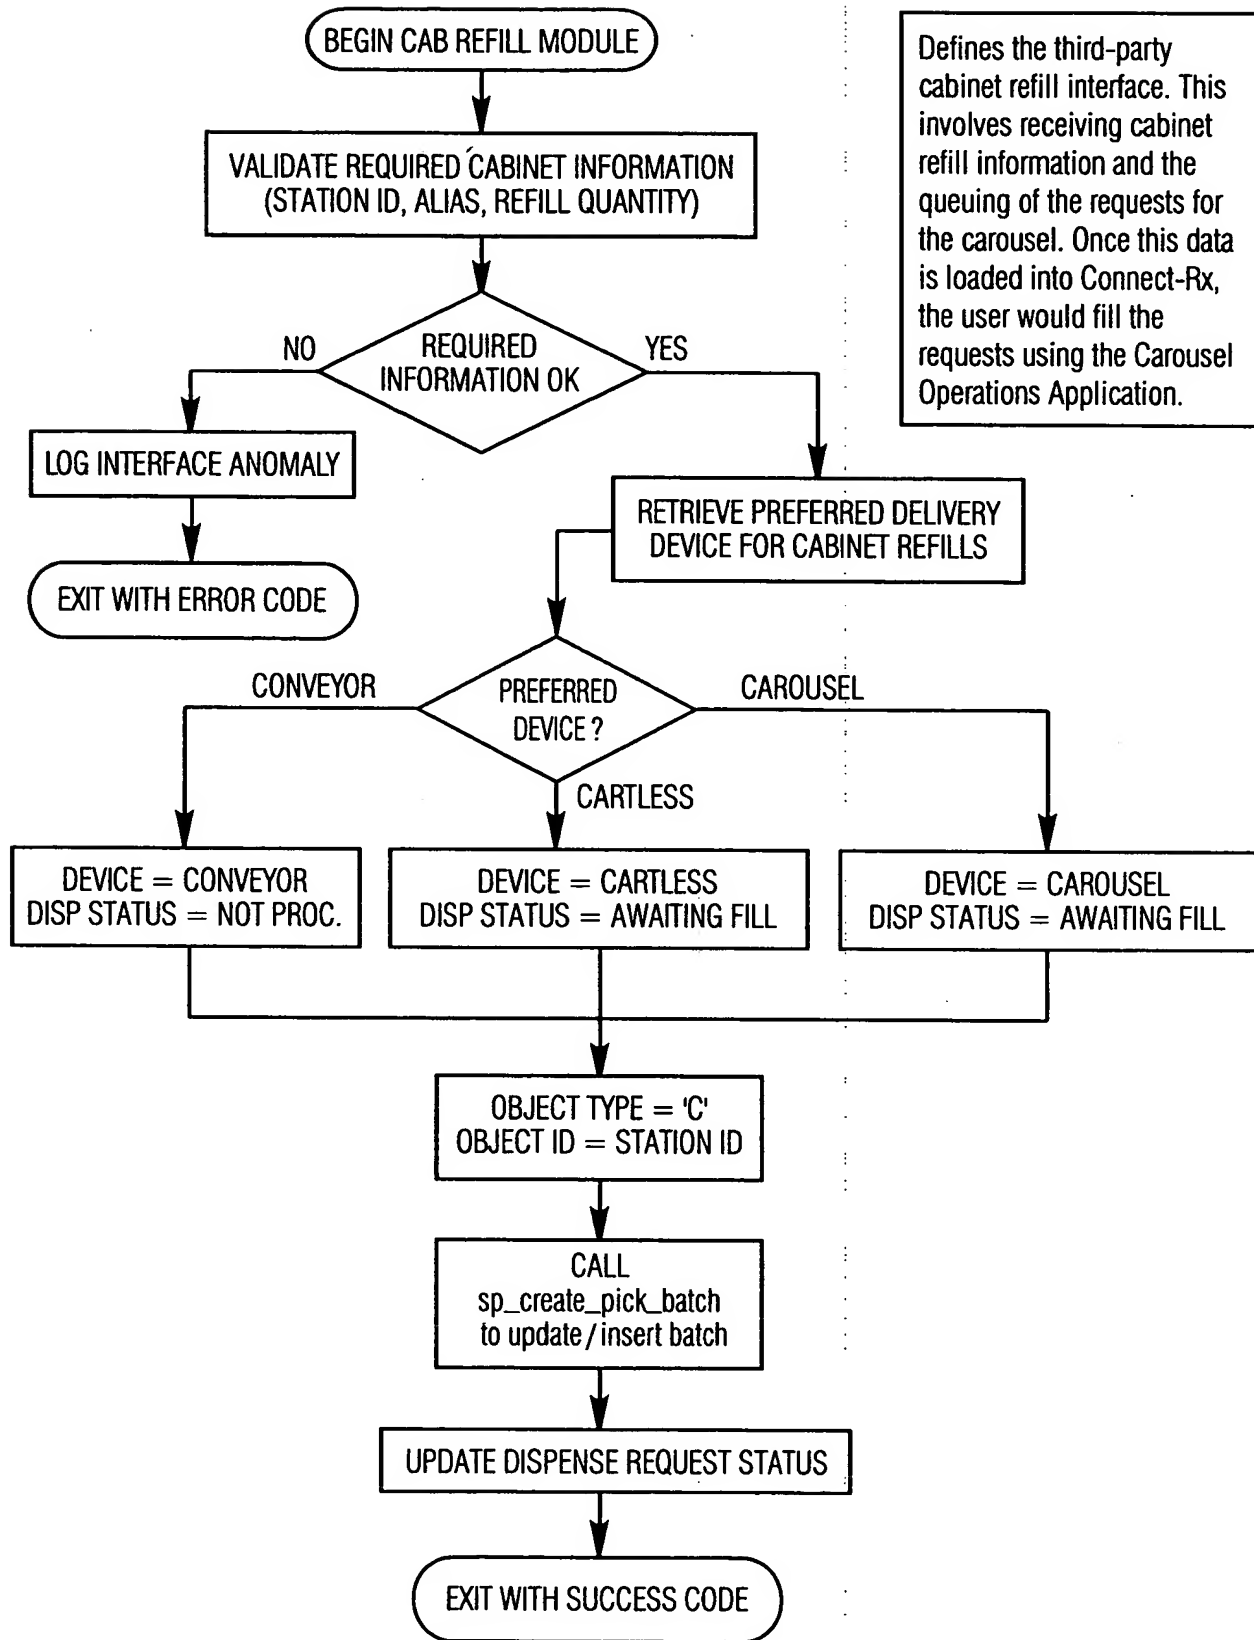 BEGIN CAB REFILL MODULE
Defines the third-party
cabinet refill interface. This
involves receiving cabinet
refill information and the
queuing of the requests for
the carousel. Once this data
is loaded into Connect-Rx,
the user would fill the
requests using the Carousel
Operations Application.
VALIDATE REQUIRED CABINET INFORMATION
(STATION ID, ALIAS, REFILL QUANTITY)
REQUIRED
INFORMATION OK
NO
YES
LOG INTERFACE ANOMALY
EXIT WITH ERROR CODE
RETRIEVE PREFERRED DELIVERY
DEVICE FOR CABINET REFILLS
PREFERRED
DEVICE ?
CONVEYOR
CAROUSEL
CARTLESS
DEVICE = CONVEYOR
DISP STATUS = NOT PROC.
DEVICE = CARTLESS
DISP STATUS = AWAITING FILL
DEVICE = CAROUSEL
DISP STATUS = AWAITING FILL
OBJECT TYPE = 'C'
OBJECT ID = STATION ID
CALL
sp_create_pick_batch
to update / insert batch
UPDATE DISPENSE REQUEST STATUS
EXIT WITH SUCCESS CODE